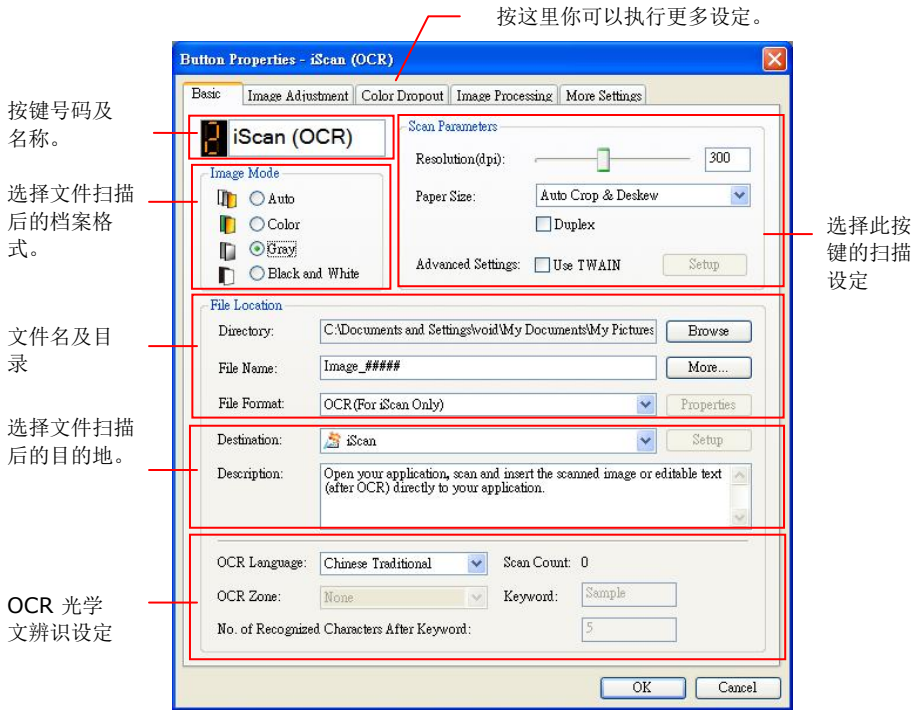 按这里你可以执行更多设定。
Button Properties - iScan (OCR)
Basic Image Adjustment Color Dropout Image Processing More Settings
按键号码及
名称。
2 iScan (OCR)
选择文件扫描
后的档案格
式。
Image Mode
Auto
Color
Gray
Black and White
Scan Parameters
Resolution(dpi): 300
Paper Size: Auto Crop & Deskew
Duplex
Advanced Settings: Use TWAIN Setup
选择此按
键的扫描
设定
文件名及目
录
File Location
Directory: C:\Documents and Settings\void\My Documents\My Pictures Browse
File Name: Image_##### More...
File Format: OCR(For iScan Only) Properties
选择文件扫描
后的目的地。
Destination: iScan Setup
Description: Open your application, scan and insert the scanned image or editable text
(after OCR) directly to your application.
OCR 光学
文辨识设定
OCR Language: Chinese Traditional Scan Count: 0
OCR Zone: None Keyword: Sample
No. of Recognized Characters After Keyword: 5
OK Cancel